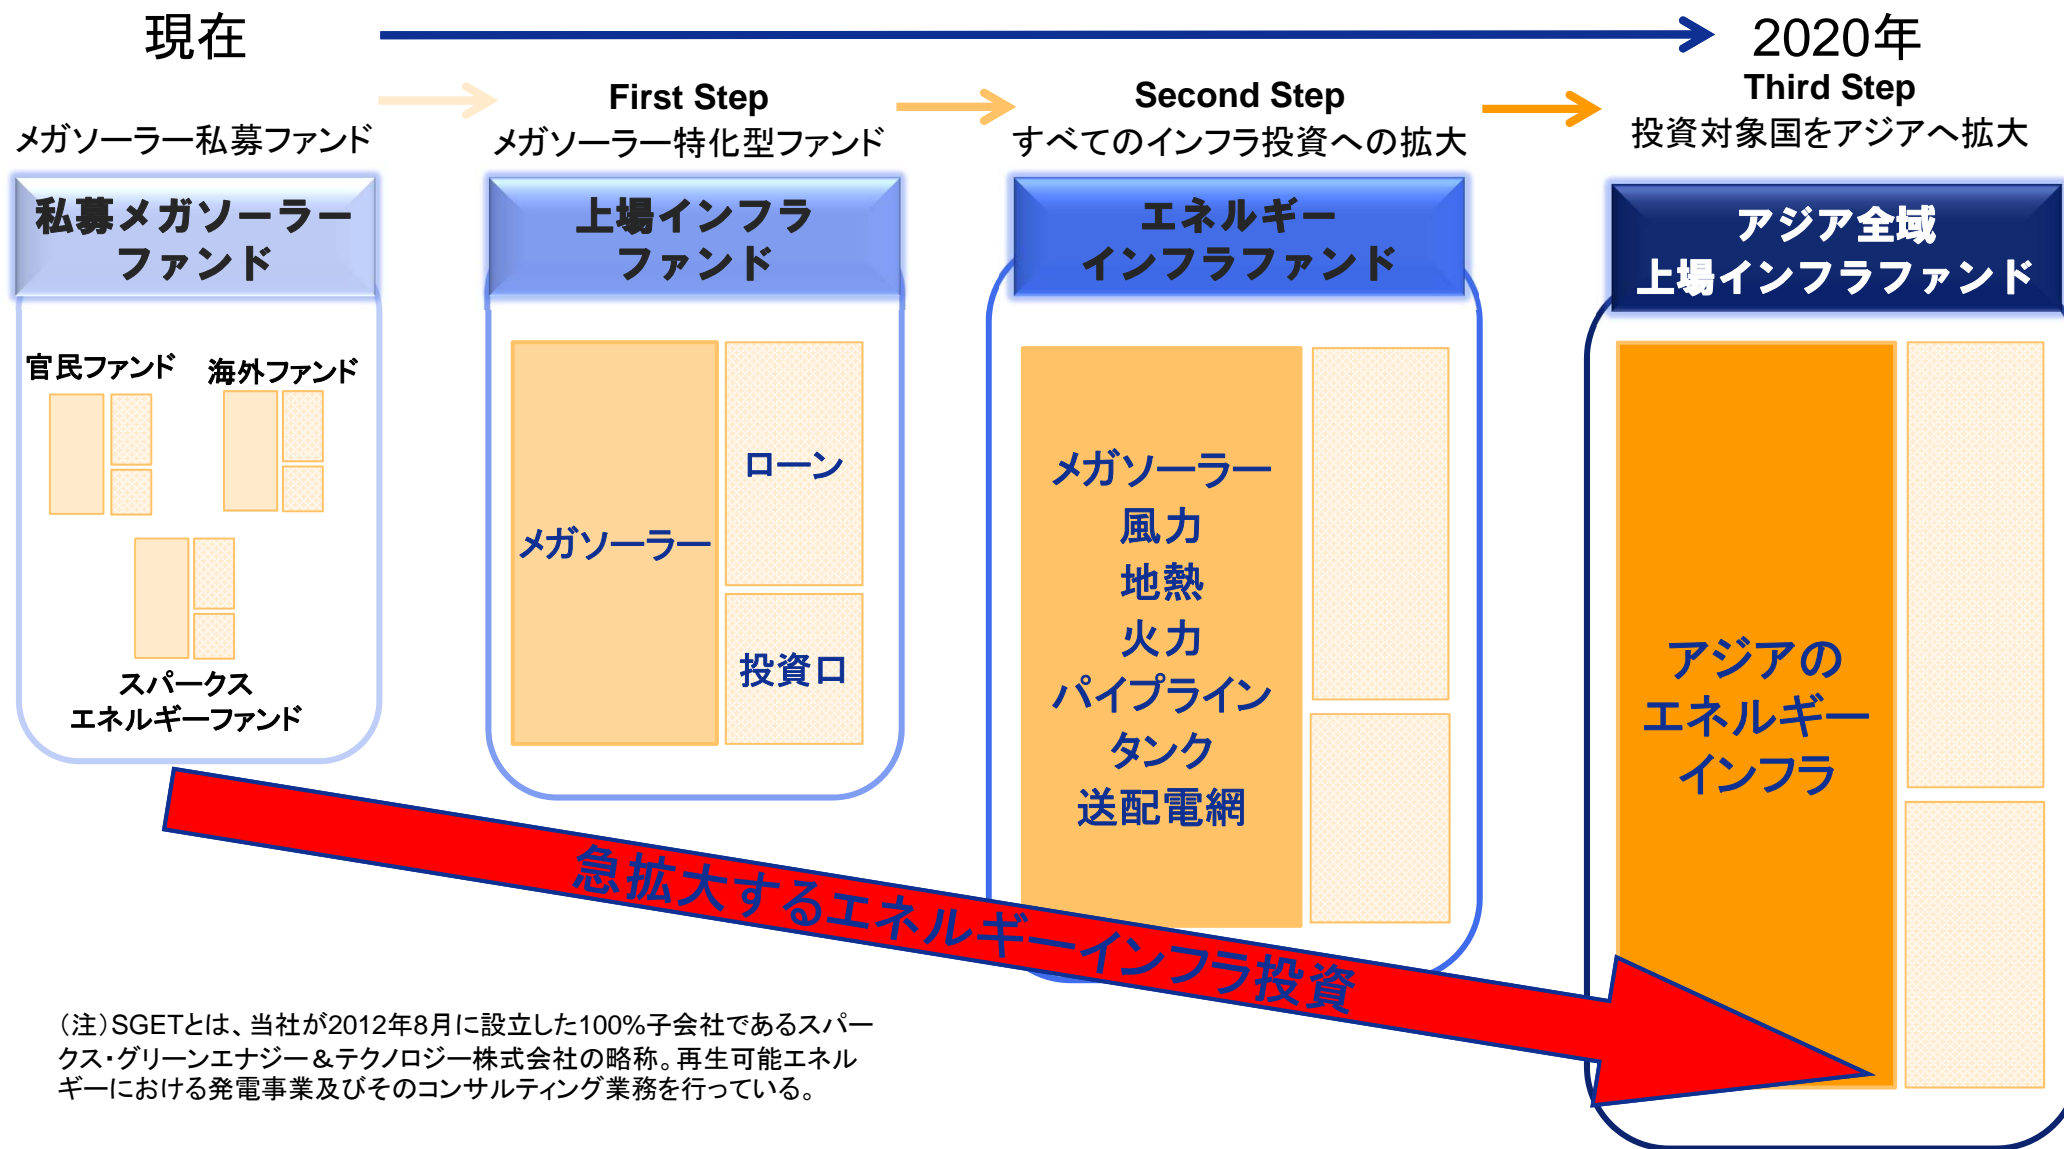 現在
2020年
メガソーラー私募ファンド
私募メガソーラー
ファンド
官民ファンド
海外ファンド
スパークス
エネルギーファンド
First Step
メガソーラー特化型ファンド
上場インフラ
ファンド
メガソーラー
ローン
投資口
Second Step
すべてのインフラ投資への拡大
エネルギー
インフラファンド
メガソーラー
風力
地熱
火力
パイプライン
タンク
送配電網
Third Step
投資対象国をアジアへ拡大
アジア全域
上場インフラファンド
アジアの
エネルギー
インフラ
急拡大するエネルギーインフラ投資
（注）SGETとは、当社が2012年8月に設立した100%子会社であるスパー
クス・グリーンエナジー＆テクノロジー株式会社の略称。再生可能エネル
ギーにおける発電事業及びそのコンサルティング業務を行っている。